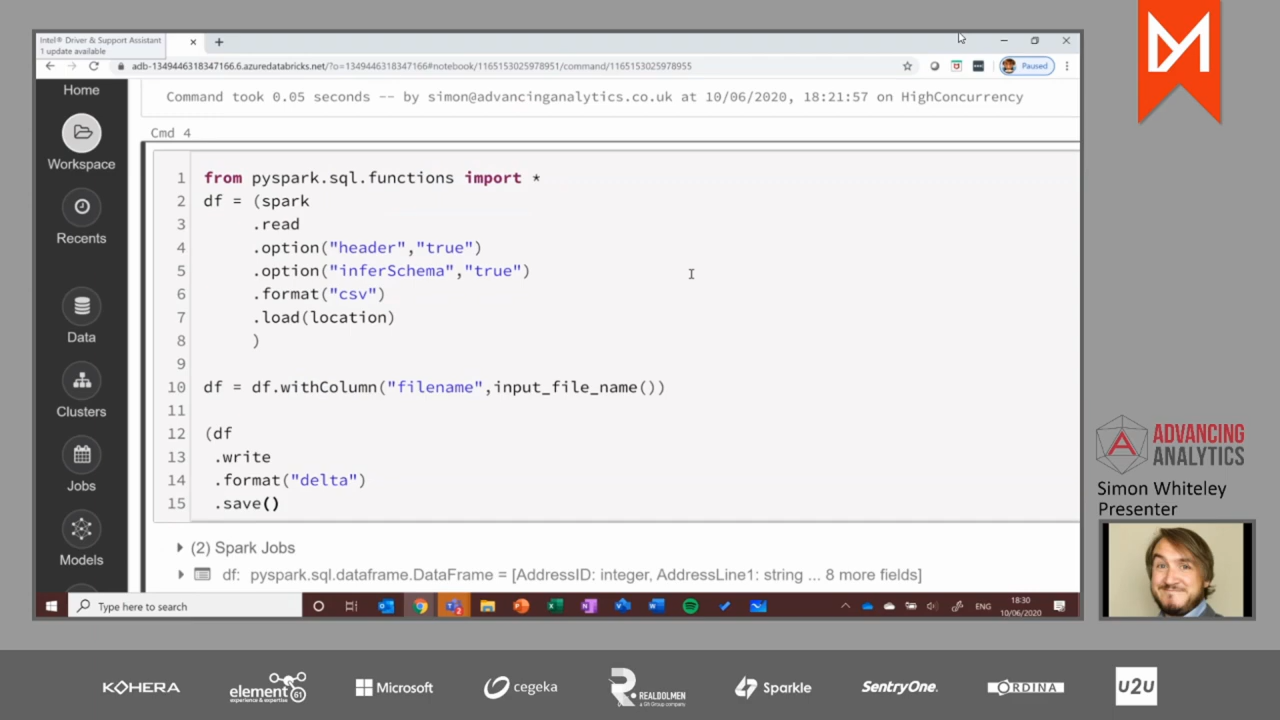 Intel® Driver & Support Assistant
1 update available
adb-1349446318347166.6.azuredatabricks.net/?o=1349446318347166#notebook/1165153025978951/command/1165153025978955
Paused
Home
Workspace
Recents
Data
Clusters
Jobs
Models
Command took 0.05 seconds -- by simon@advancinganalytics.co.uk at 10/06/2020, 18:21:57 on HighConcurrency
Cmd 4
1 from pyspark.sql.functions import *
2 df = (spark
3 .read
4 .option("header","true")
5 .option("inferSchema","true")
6 .format("csv")
7 .load(location)
8 )
9
10 df = df.withColumn("filename",input_file_name())
11
12 (df
13 .write
14 .format("delta")
15 .save()
(2) Spark Jobs
df: pyspark.sql.dataframe.DataFrame = [AddressID: integer, AddressLine1: string ... 8 more fields]
Type here to search
ENG
18:30
10/06/2020
ADVANCING
ANALYTICS
Simon Whiteley
Presenter
KOHERA
element61
experience & expertise
Microsoft
cegeka
REALDOLMEN
A Gfi Group company
Sparkle
SentryOne.
ORDINA
U2U